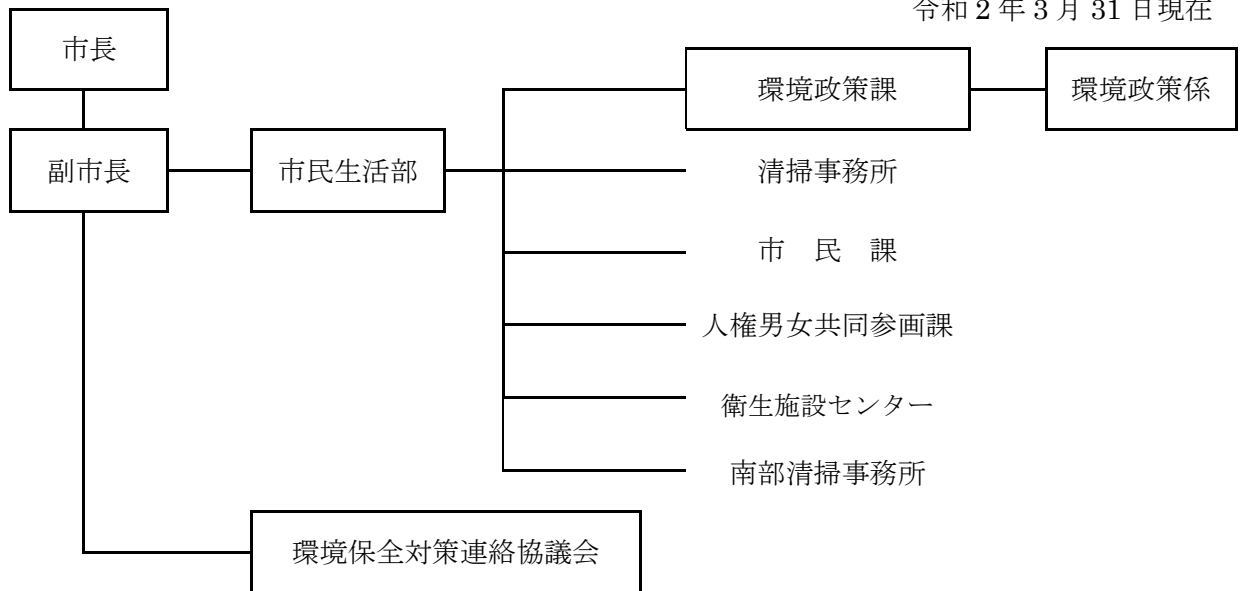 令和 2 年 3 月 31 日現在
市長
環境政策課
環境政策係
副市長
市民生活部
清掃事務所
市　民　課
人権男女共同参画課
衛生施設センター
南部清掃事務所
環境保全対策連絡協議会